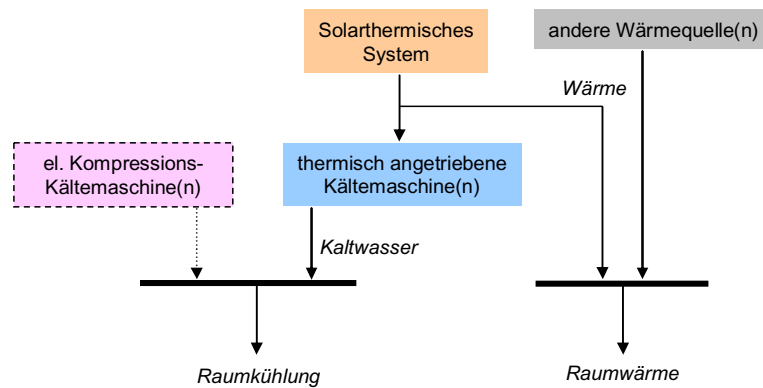 Solarthermisches
System
andere Wärmequelle(n)
Wärme
el. Kompressions-
Kältemaschine(n)
thermisch angetriebene
Kältemaschine(n)
Kaltwasser
Raumkühlung
Raumwärme